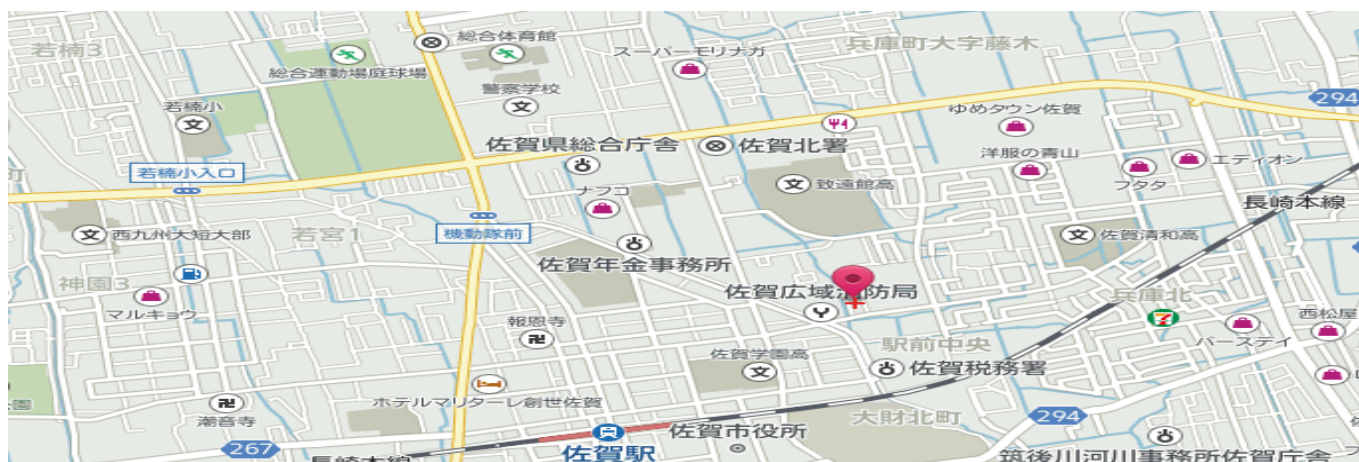 若楠3
総合体育館
スーパーモリナガ
兵庫町大字藤木
総合運動場庭球場
警察学校
294
若楠小
ゆめタウン佐賀
佐賀県総合庁舎
佐賀北署
洋服の青山
エディオン
若楠小入口
ナフコ
致遠館高
フタタ
長崎本線
町
西九州大短大部
若宮1
機動隊前
佐賀清和高
佐賀年金事務所
神園3
佐賀広域消防局
兵庫北
マルキョウ
報恩寺
西松屋
バースデイ
佐賀学園高
駅前中央
佐賀税務署
ホテルマリターレ創世佐賀
公園
潮音寺
大財北町
294
佐賀市役所
267
長崎本線
佐賀駅
筑後川河川事務所佐賀庁舎